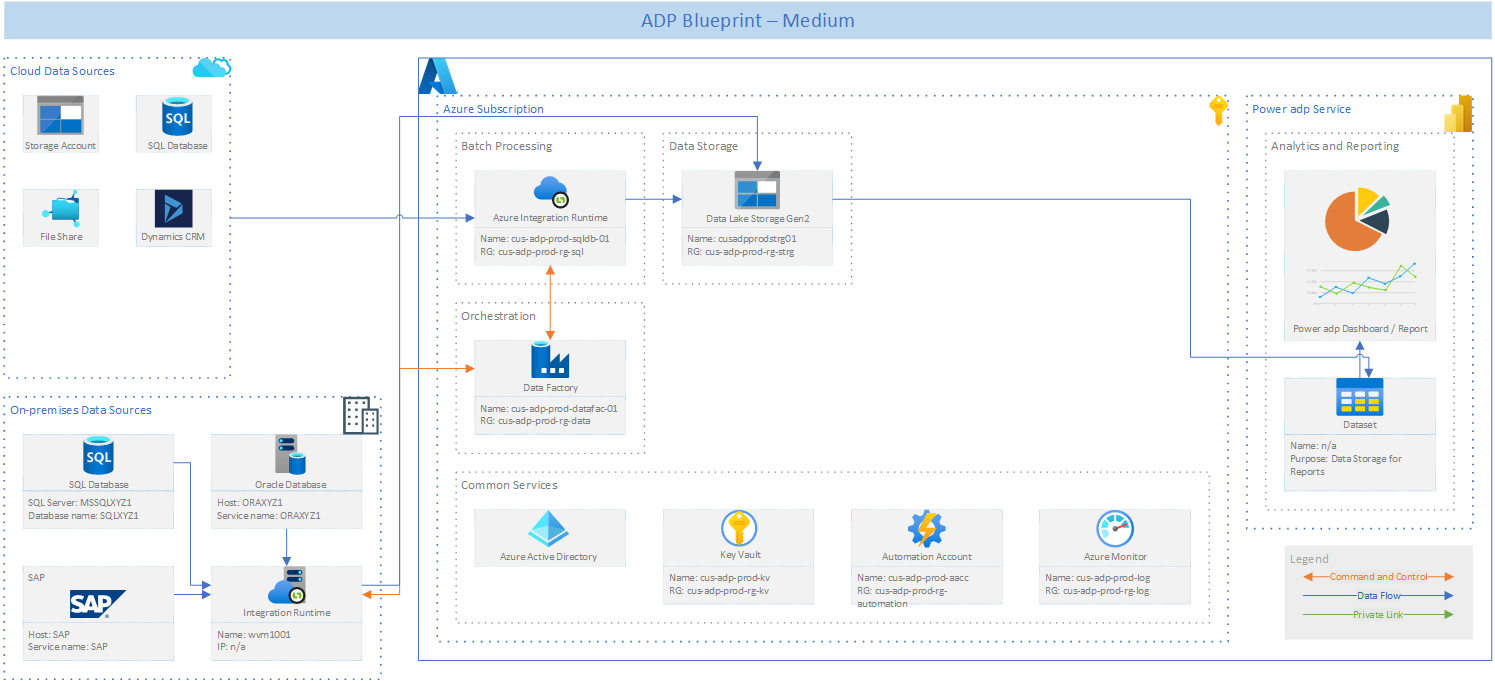 ADP Blueprint – Medium
Cloud Data Sources
Storage Account
SQL
SQL Database
File Share
Dynamics CRM
On-premises Data Sources
SQL
SQL Database
SQL Server: MSSQLXYZ1
Database name: SQLXYZ1
Oracle Database
Host: ORAXYZ1
Service name: ORAXYZ1
SAP
SAP
Host: SAP
Service name: SAP
Integration Runtime
Name: wvm1001
IP: n/a
Azure Subscription
Batch Processing
Azure Integration Runtime
Name: cus-adp-prod-sqldb-01
RG: cus-adp-prod-rg-sql
Data Storage
Data Lake Storage Gen2
Name: cusadpprodstrg01
RG: cus-adp-prod-rg-strg
Orchestration
Data Factory
Name: cus-adp-prod-datafac-01
RG: cus-adp-prod-rg-data
Common Services
Azure Active Directory
Key Vault
Name: cus-adp-prod-kv
RG: cus-adp-prod-rg-kv
Automation Account
Name: cus-adp-prod-aacc
RG: cus-adp-prod-rg-
automation
Azure Monitor
Name: cus-adp-prod-log
RG: cus-adp-prod-rg-log
Power adp Service
Analytics and Reporting
Power adp Dashboard / Report
Dataset
Name: n/a
Purpose: Data Storage for
Reports
Legend
Command and Control
Data Flow
Private Link